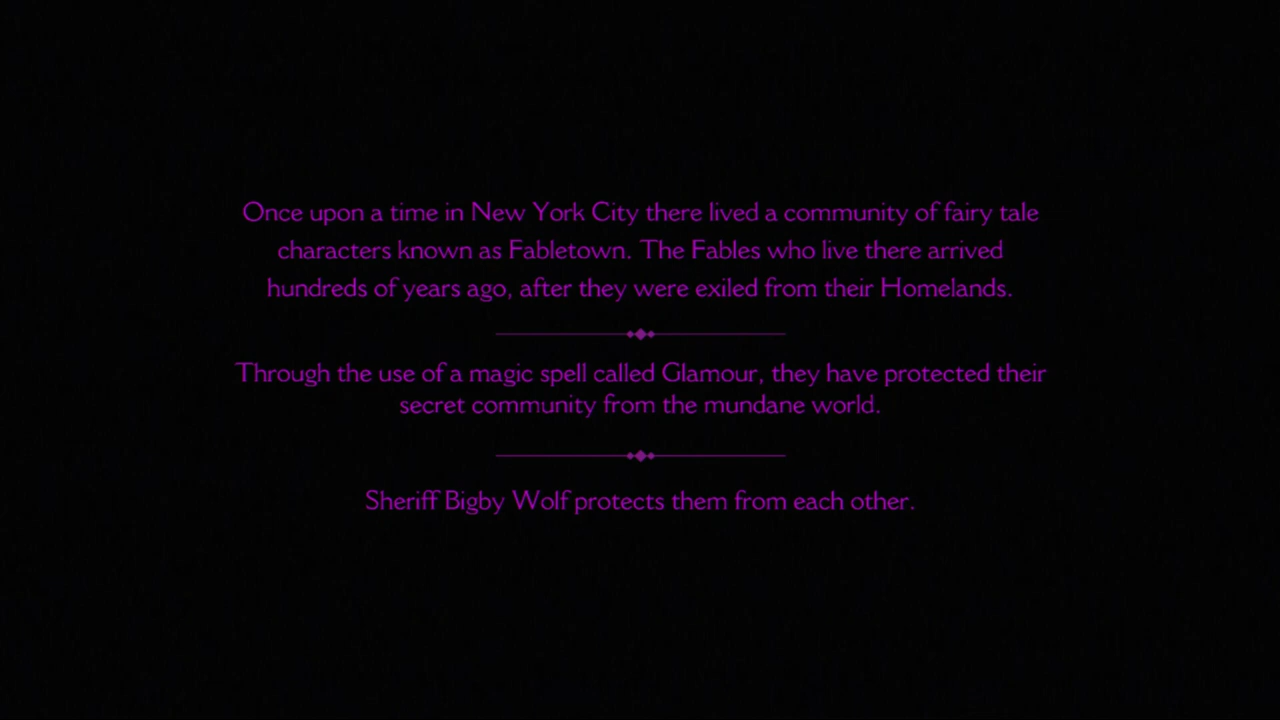 Once upon a time in New York City there lived a community of fairy tale
characters known as Fabletown. The Fables who live there arrived
hundreds of years ago, after they were exiled from their Homelands.
Through the use of a magic spell called Glamour, they have protected their
secret community from the mundane world.
Sheriff Bigby Wolf protects them from each other.